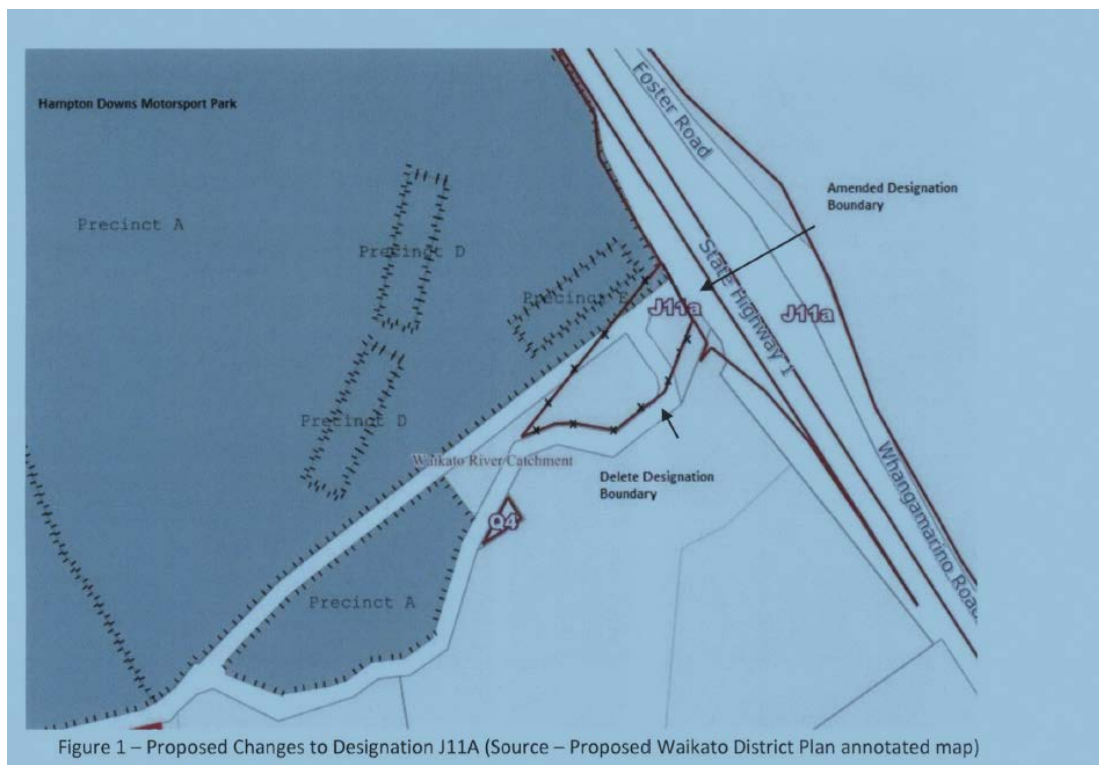 Hampton Downs Motorsport Park
Foster Road
Amended Designation
Boundary
Precinct A
Precinct D
State Highway 1
Precinct E
J11a
J11a
Precinct D
Waikato River Catchment
Delete Designation
Boundary
Whangamarino Road
Q4
Precinct A
Figure 1 – Proposed Changes to Designation J11A (Source – Proposed Waikato District Plan annotated map)